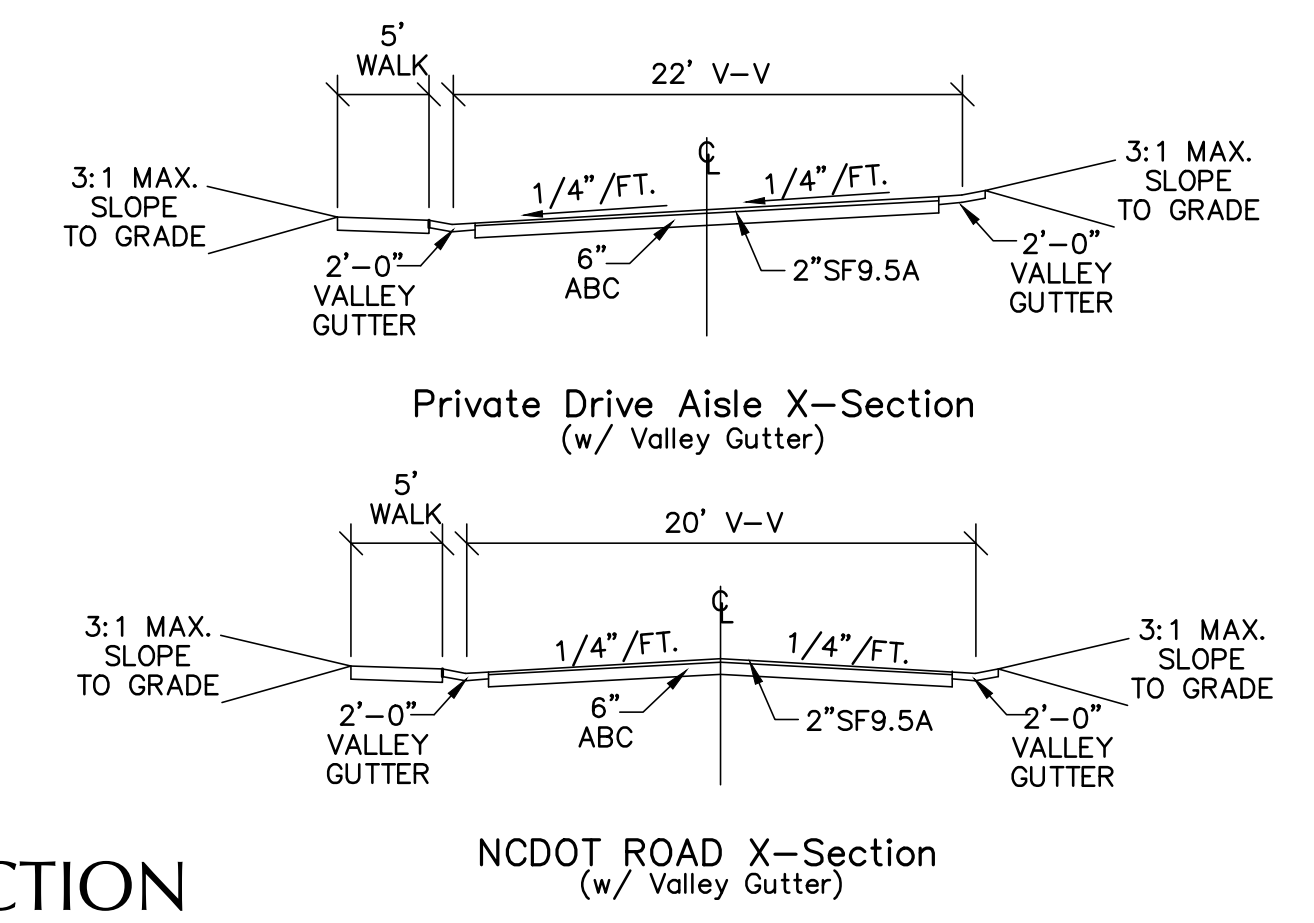 5'
WALK
22' V–V
℄
1/4"/FT.
1/4"/FT.
3:1 MAX.
SLOPE
TO GRADE
3:1 MAX.
SLOPE
TO GRADE
2'–0"
VALLEY
GUTTER
6"
ABC
2"SF9.5A
2'–0"
VALLEY
GUTTER
Private Drive Aisle X–Section
(w/ Valley Gutter)
5'
WALK
20' V–V
℄
1/4"/FT.
1/4"/FT.
3:1 MAX.
SLOPE
TO GRADE
3:1 MAX.
SLOPE
TO GRADE
2'–0"
VALLEY
GUTTER
6"
ABC
2"SF9.5A
2'–0"
VALLEY
GUTTER
NCDOT ROAD X–Section
(w/ Valley Gutter)
CTION